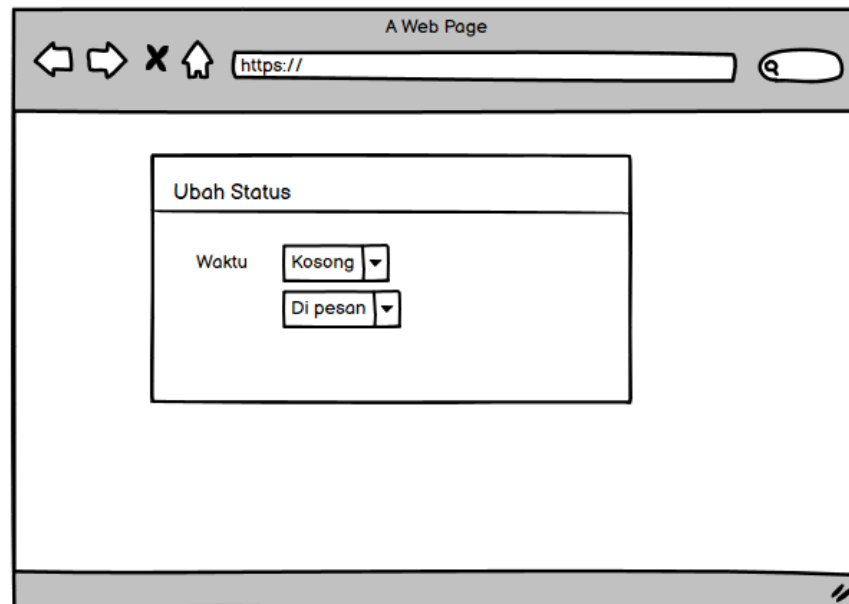 A Web Page
https://
Ubah Status
Waktu Kosong
Di pesan